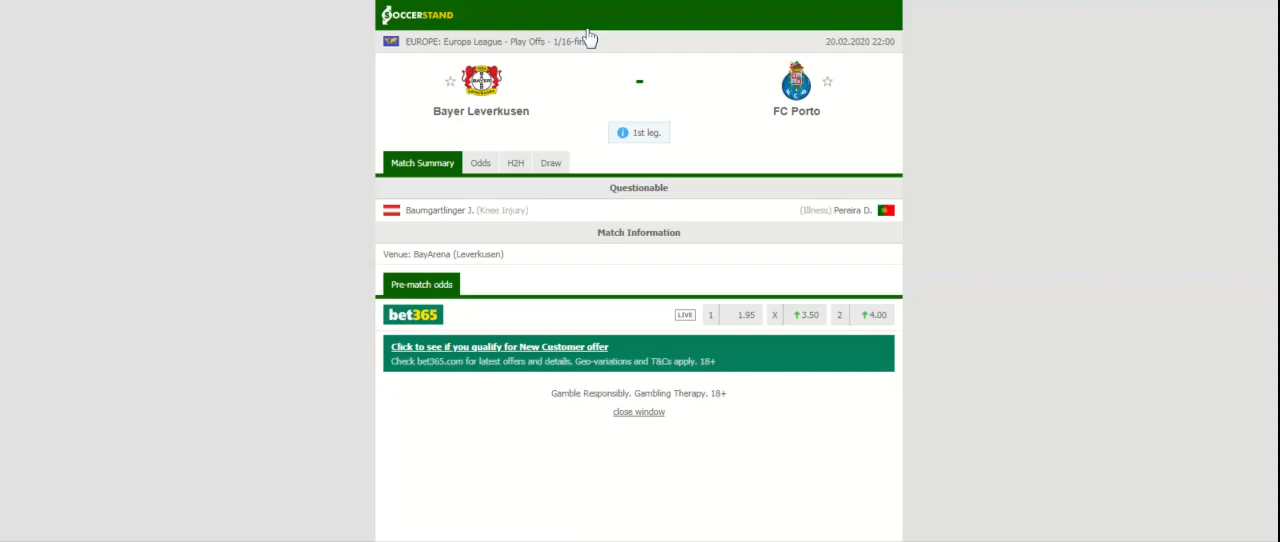 SOCCERSTAND
EUROPE: Europa League - Play Offs - 1/16-fin 20.02.2020 22:00
-
Bayer Leverkusen FC Porto
1st leg.
Match Summary Odds H2H Draw
Questionable
Baumgartlinger J. (Knee Injury) (Illness) Pereira D.
Match Information
Venue: BayArena (Leverkusen)
Pre-match odds
bet365 LIVE 1 1.95 X 3.50 2 4.00
Click to see if you qualify for New Customer offer
Check bet365.com for latest offers and details. Geo-variations and T&Cs apply. 18+
Gamble Responsibly. Gambling Therapy. 18+
close window